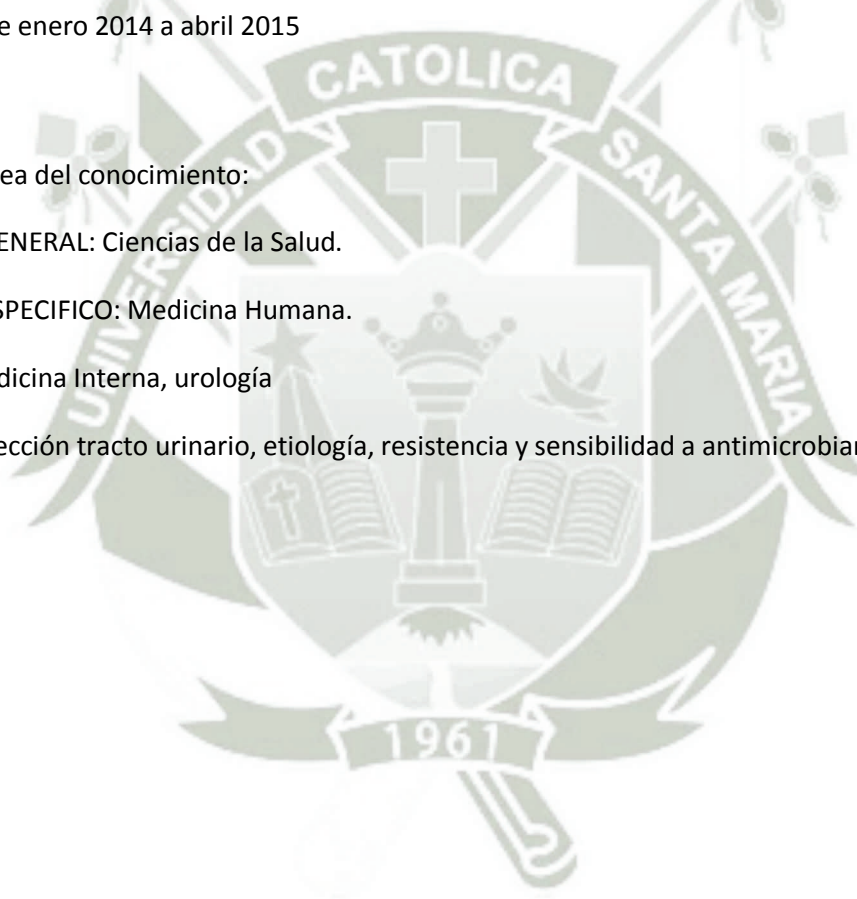 e enero 2014 a abril 2015
CATOLICA
UNIVERSIDAD
SANTA MARIA
ea del conocimiento:
ENERAL: Ciencias de la Salud.
SPECIFICO: Medicina Humana.
dicina Interna, urología
ección tracto urinario, etiología, resistencia y sensibilidad a antimicrobian
1961